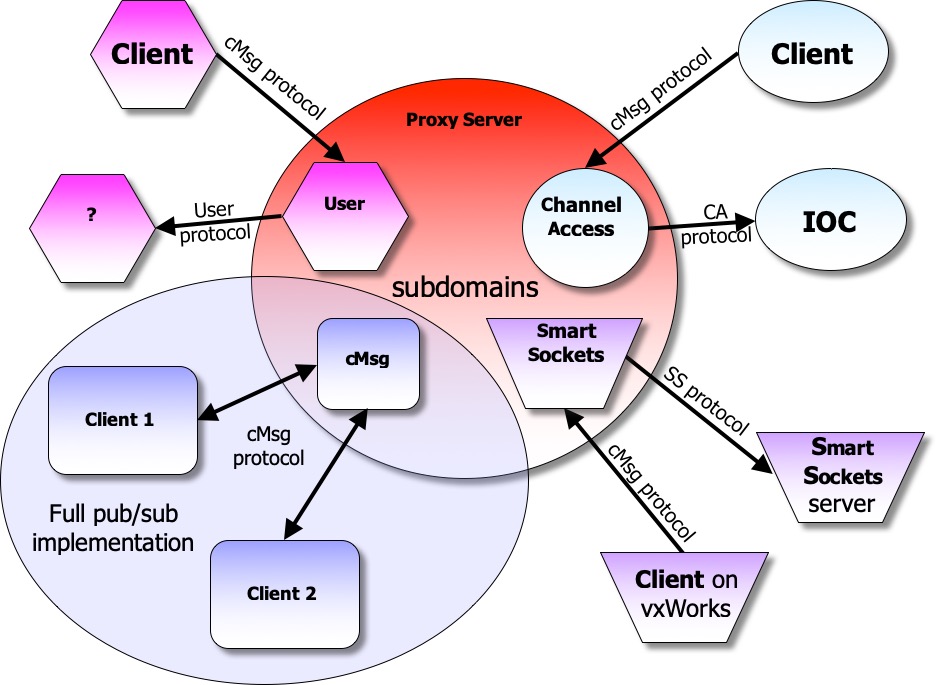 Client
cMsg protocol
Client
cMsg protocol
Proxy Server
?
User
protocol
User
Channel
Access
CA
protocol
IOC
subdomains
cMsg
Smart
Sockets
SS protocol
Client 1
cMsg
protocol
cMsg protocol
Smart
Sockets
server
Full pub/sub
implementation
Client 2
Client on
vxWorks